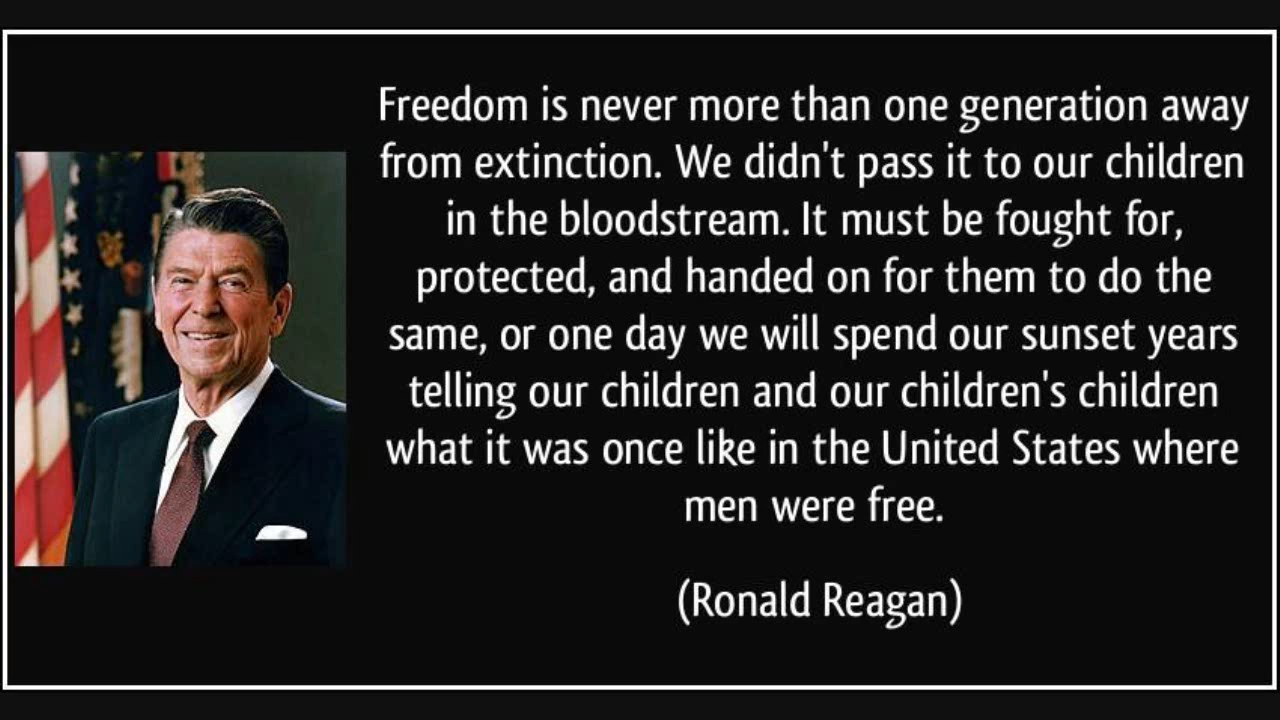 Freedom is never more than one generation away
from extinction. We didn't pass it to our children
in the bloodstream. It must be fought for,
protected, and handed on for them to do the
same, or one day we will spend our sunset years
telling our children and our children's children
what it was once like in the United States where
men were free.
(Ronald Reagan)